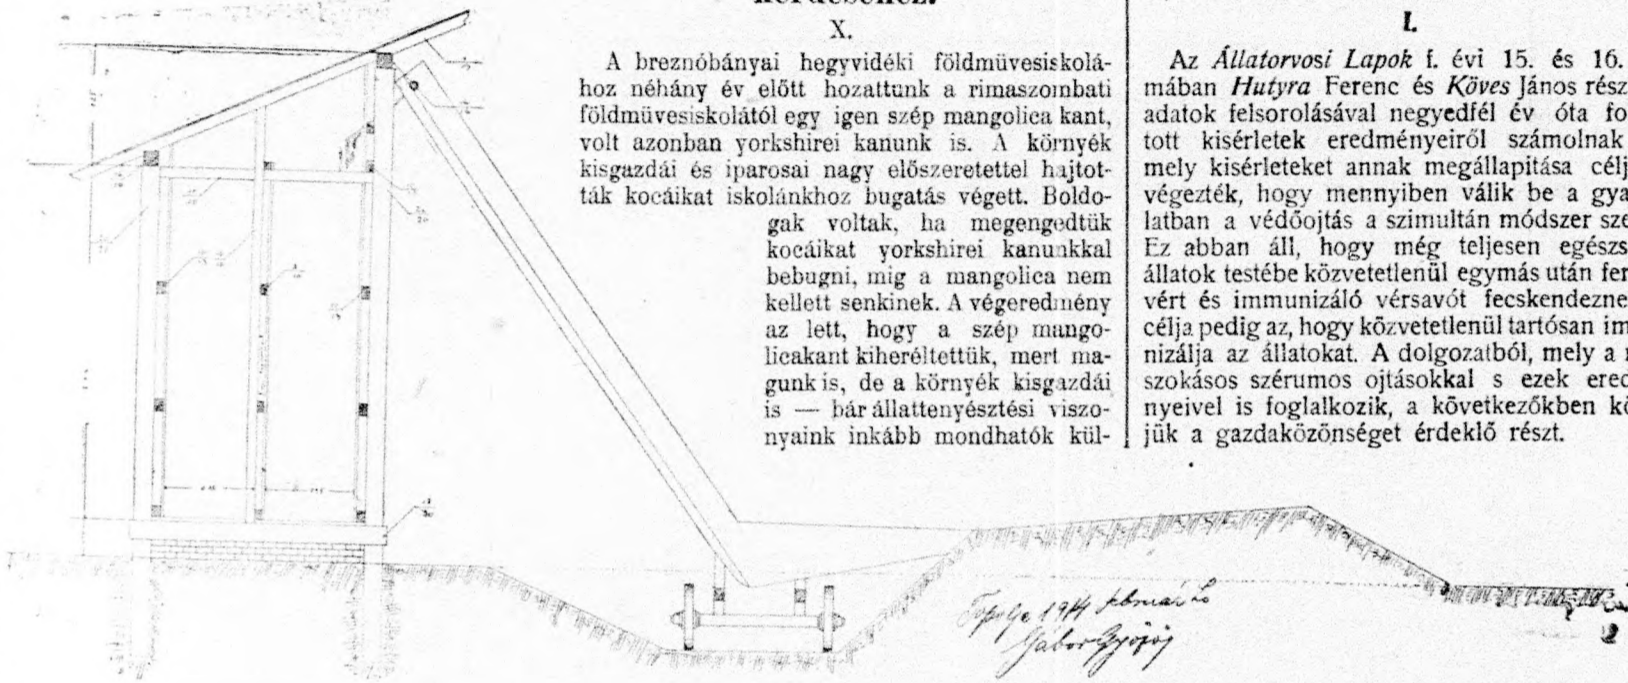 X.
A breznóbányai hegyvidéki földmüvesiskolá-
hoz néhány év előtt hozattunk a rimaszombati
földmüvesiskolától egy igen szép mangolica kant,
volt azonban yorkshirei kanunk is. A környék
kisgazdái és iparosai nagy előszeretettel hajtot-
ták kocáikat iskolánkhoz bugatás végett. Boldo-
gak voltak, ha megengedtük
kocáikat yorkshirei kanunkkal
bebugni, mig a mangolica nem
kellett senkinek. A végeredmény
az lett, hogy a szép mango-
licakant kiheréltettük, mert ma-
gunk is, de a környék kisgazdái
is — bár állattenyésztési viszo-
nyaink inkább mondhatók kül-
I.
Az Állatorvosi Lapok f. évi 15. és 16.
mában Hutyra Ferenc és Köves János rész
adatok felsorolásával negyedfél év óta fo
tott kisérletek eredményeiről számolnak
mely kisérleteket annak megállapitása célj
végezték, hogy mennyiben válik be a gya
latban a védőojtás a szimultán módszer sze
Ez abban áll, hogy még teljesen egészs
állatok testébe közvetetlenül egymás után fer
vért és immunizáló vérsavót fecskendezne
célja pedig az, hogy közvetetlenül tartósan im
nizálja az állatokat. A dolgozatból, mely a
szokásos szérumos ojtásokkal s ezek ered
nyeivel is foglalkozik, a következőkben kö
jük a gazdaközönséget érdeklő részt.
Topolya 1914 február
Gábor